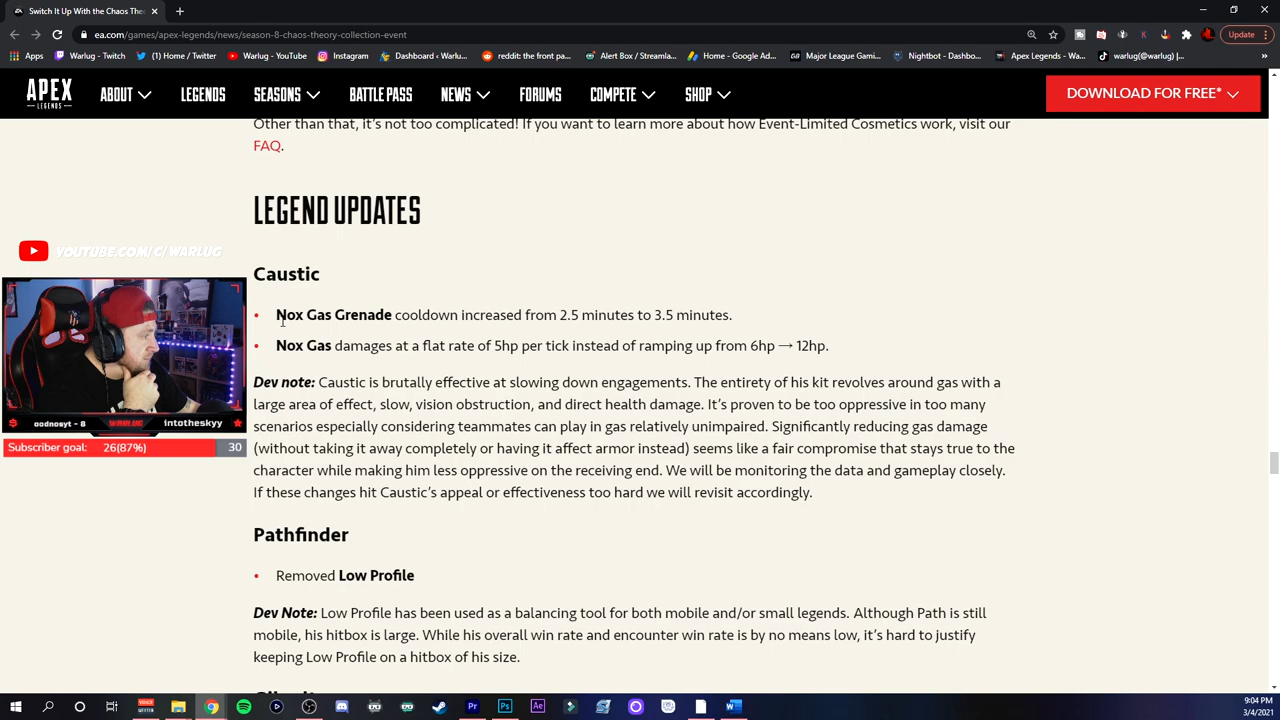 Switch Up With the Chaos The
ea.com/games/apex-legends/news/season-8-chaos-theory-collection-event
Update
Apps
Warlug - Twitch
(1) Home / Twitter
Warlug - YouTube
Instagram
Streamlabs
Home - Warlu...
reddit: the front pa...
Alert Box / Streamla...
Home - Google Ad...
Major League Gami...
Nightbot - Dashbo...
Apex Legends - Wa...
warlug(@warlug) |...
APEX
LEGENDS
ABOUT
LEGENDS
SEASONS
BATTLE PASS
NEWS
FORUMS
COMPETE
SHOP
DOWNLOAD FOR FREE*
Other than that, it's not too complicated! If you want to learn more about how Event-Limited Cosmetics work, visit our
FAQ.
LEGEND UPDATES
YOUTUBE.COM/C/WARLUG
Caustic
• Nox Gas Grenade cooldown increased from 2.5 minutes to 3.5 minutes.
• Nox Gas damages at a flat rate of 5hp per tick instead of ramping up from 6hp → 12hp.
Dev note: Caustic is brutally effective at slowing down engagements. The entirety of his kit revolves around gas with a
large area of effect, slow, vision obstruction, and direct health damage. It's proven to be too oppressive in too many
scenarios especially considering teammates can play in gas relatively unimpaired. Significantly reducing gas damage
(without taking it away completely or having it affect armor instead) seems like a fair compromise that stays true to the
character while making him less oppressive on the receiving end. We will be monitoring the data and gameplay closely.
If these changes hit Caustic's appeal or effectiveness too hard we will revisit accordingly.
oodnosyt - 8
WARLUG
intotheskyy
Subscriber goal: 26(87%) 30
Pathfinder
• Removed Low Profile
Dev Note: Low Profile has been used as a balancing tool for both mobile and/or small legends. Although Path is still
mobile, his hitbox is large. While his overall win rate and encounter win rate is by no means low, it's hard to justify
keeping Low Profile on a hitbox of his size.
9:04 PM
3/4/2021